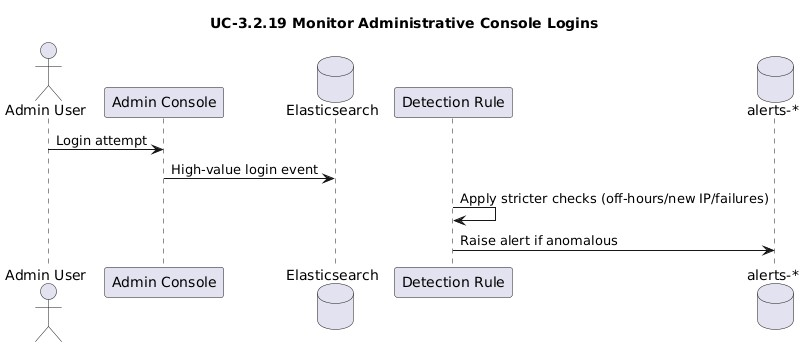 UC-3.2.19 Monitor Administrative Console Logins
Admin User
Admin Console
Elasticsearch
Detection Rule
alerts-*
Login attempt
High-value login event
Apply stricter checks (off-hours/new IP/failures)
Raise alert if anomalous
Admin User
Admin Console
Elasticsearch
Detection Rule
alerts-*